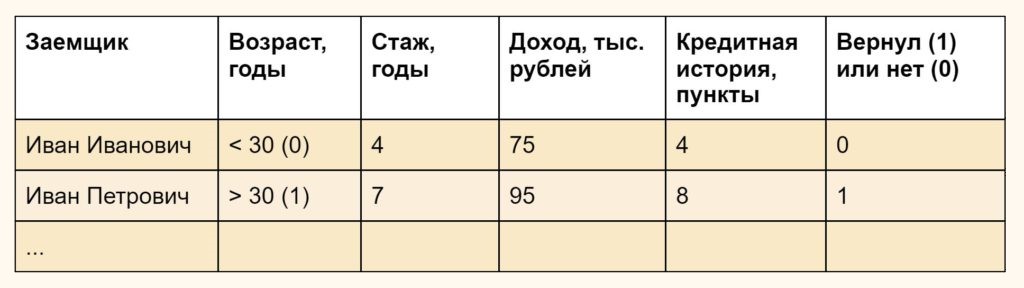 Заемщик Возраст, Стаж, Доход, тыс. Кредитная Вернул (1)
годы годы рублей история, или нет (0)
пункты
Иван Иванович < 30 (0) 4 75 4 0
Иван Петрович > 30 (1) 7 95 8 1
...